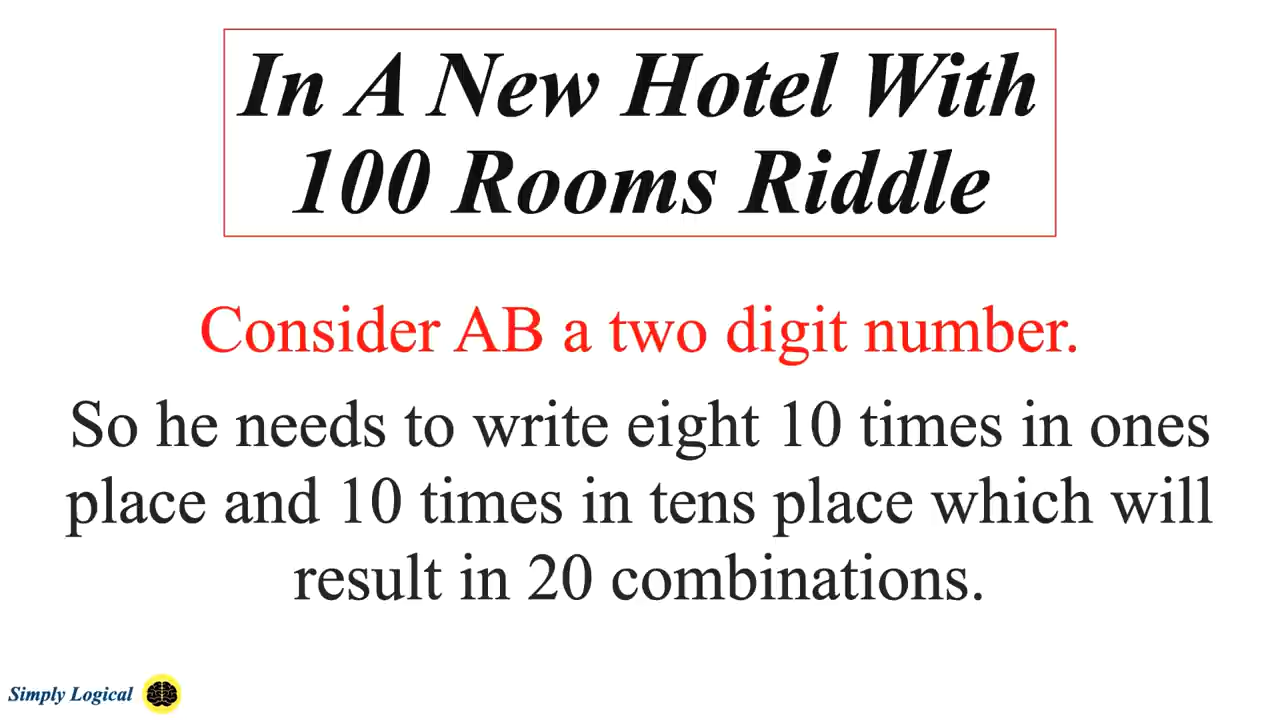 In A New Hotel With
100 Rooms Riddle
Consider AB a two digit number.
So he needs to write eight 10 times in ones
place and 10 times in tens place which will
result in 20 combinations.
Simply Logical